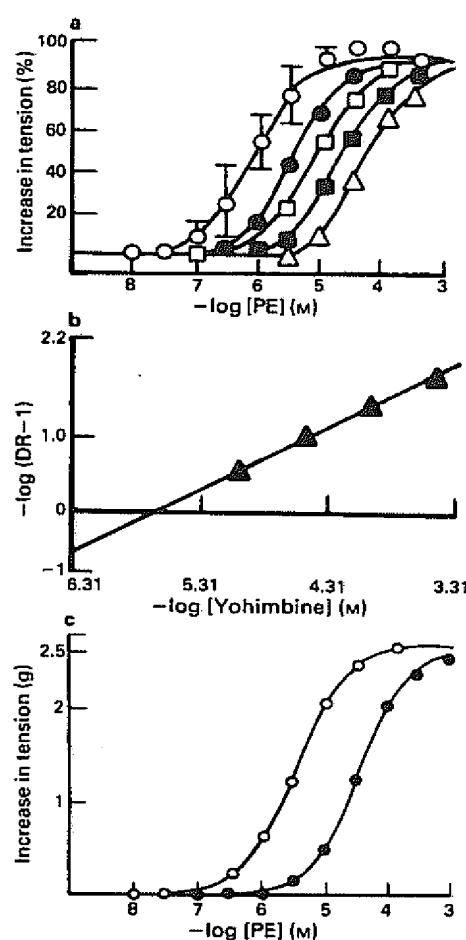 a
Increase in tension (%)
100
80
60
40
20
8 7 6 5 4 3
−log [PE] (M)
b
−log (DR−1)
2.2
1.0
0
−1
6.31 5.31 4.31 3.31
−log [Yohimbine] (M)
c
Increase in tension (g)
2.5
2
1
8 7 6 5 4 3
−log [PE] (M)